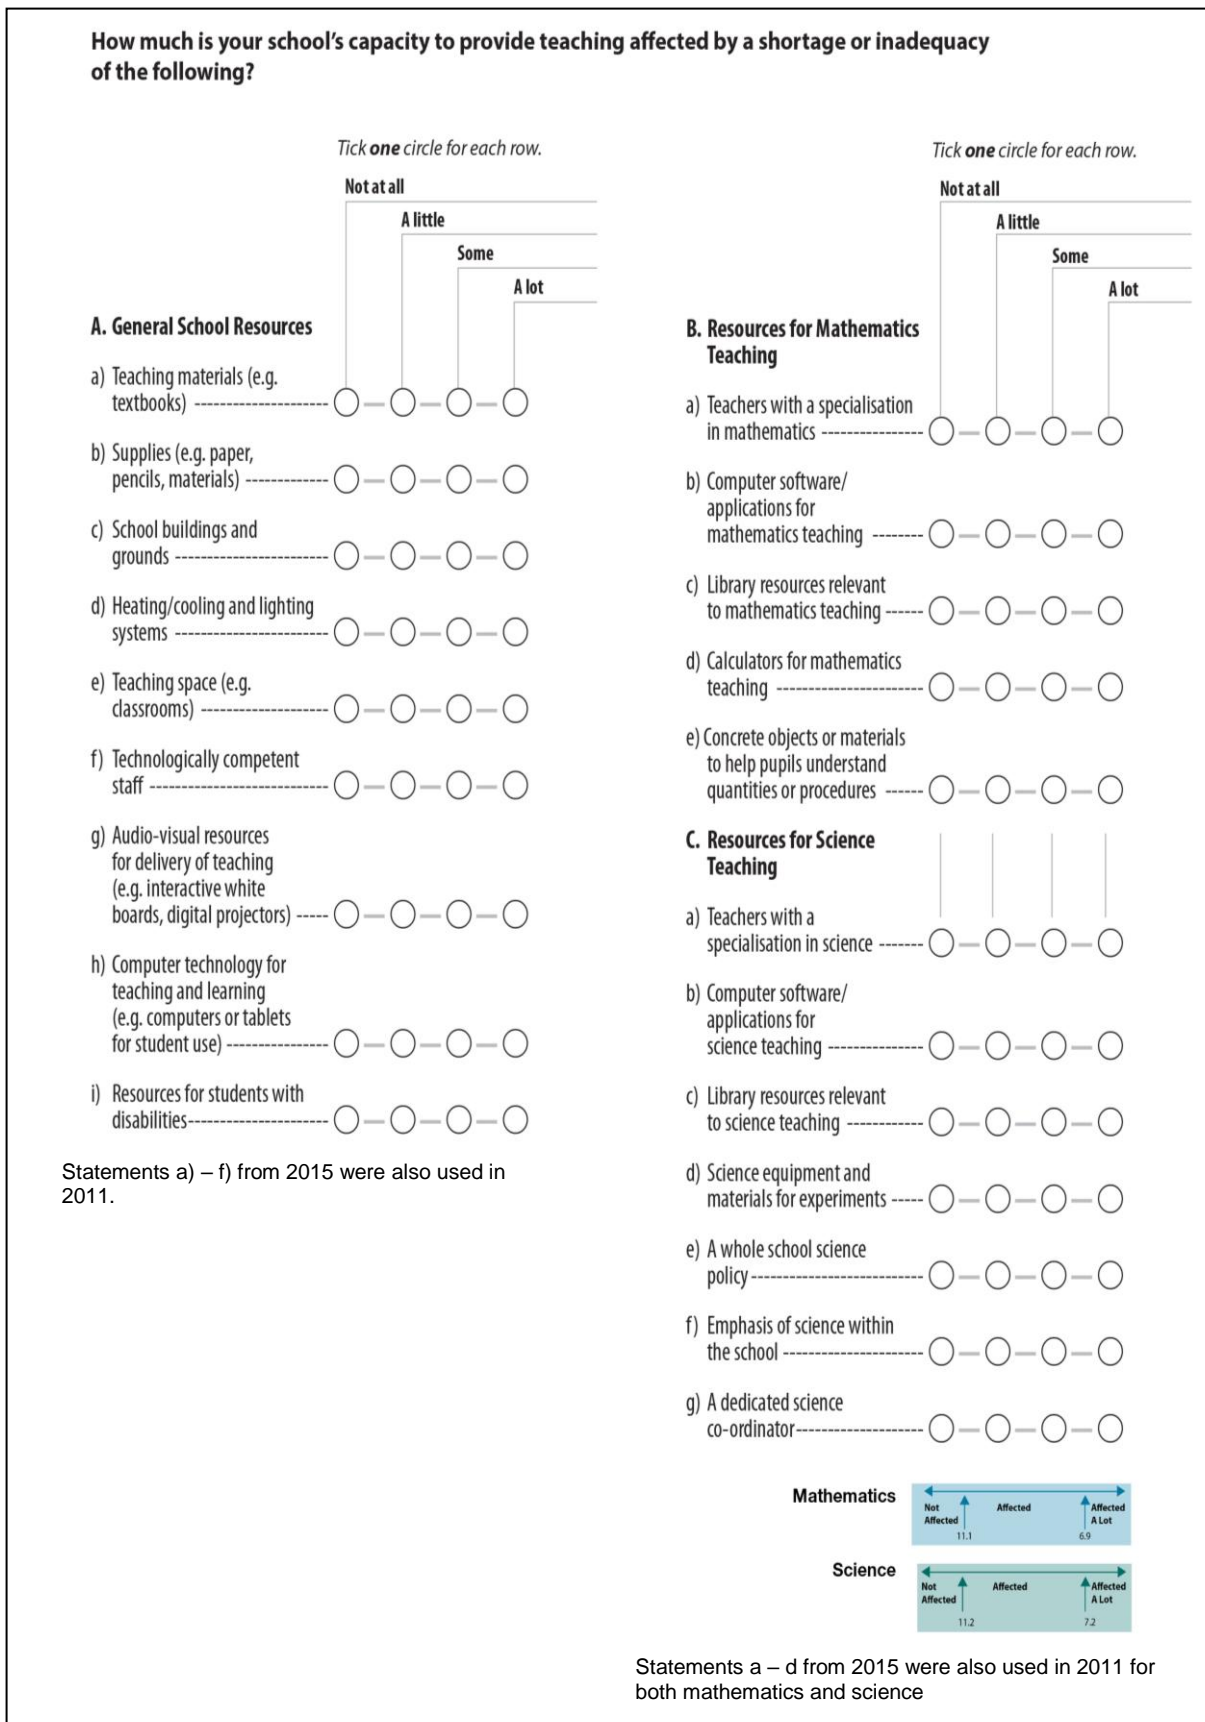 How much is your school's capacity to provide teaching affected by a shortage or inadequacy
of the following?
Tick one circle for each row.
Not at all
A little
Some
A lot
A. General School Resources
a) Teaching materials (e.g.
textbooks)
b) Supplies (e.g. paper,
pencils, materials)
c) School buildings and
grounds
d) Heating/cooling and lighting
systems
e) Teaching space (e.g.
classrooms)
f) Technologically competent
staff
g) Audio-visual resources
for delivery of teaching
(e.g. interactive white
boards, digital projectors)
h) Computer technology for
teaching and learning
(e.g. computers or tablets
for student use)
i) Resources for students with
disabilities
Statements a) – f) from 2015 were also used in
2011.
Tick one circle for each row.
Not at all
A little
Some
A lot
B. Resources for Mathematics
Teaching
a) Teachers with a specialisation
in mathematics
b) Computer software/
applications for
mathematics teaching
c) Library resources relevant
to mathematics teaching
d) Calculators for mathematics
teaching
e) Concrete objects or materials
to help pupils understand
quantities or procedures
C. Resources for Science
Teaching
a) Teachers with a
specialisation in science
b) Computer software/
applications for
science teaching
c) Library resources relevant
to science teaching
d) Science equipment and
materials for experiments
e) A whole school science
policy
f) Emphasis of science within
the school
g) A dedicated science
co-ordinator
Mathematics
Not Affected
Affected
Affected A Lot
11.1
6.9
Science
Not Affected
Affected
Affected A Lot
11.2
7.2
Statements a – d from 2015 were also used in 2011 for
both mathematics and science